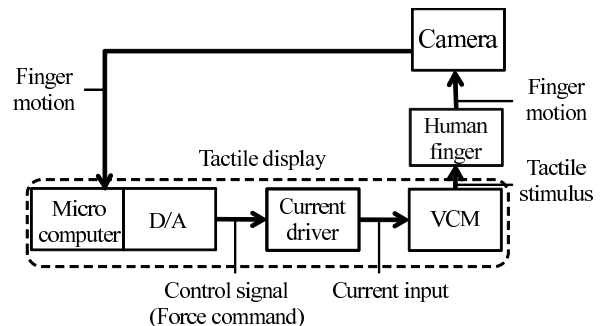 Camera
Finger
motion
Finger
motion
Human
finger
Tactile display
Tactile
stimulus
Micro
computer
D/A
Current
driver
VCM
Control signal
(Force command)
Current input